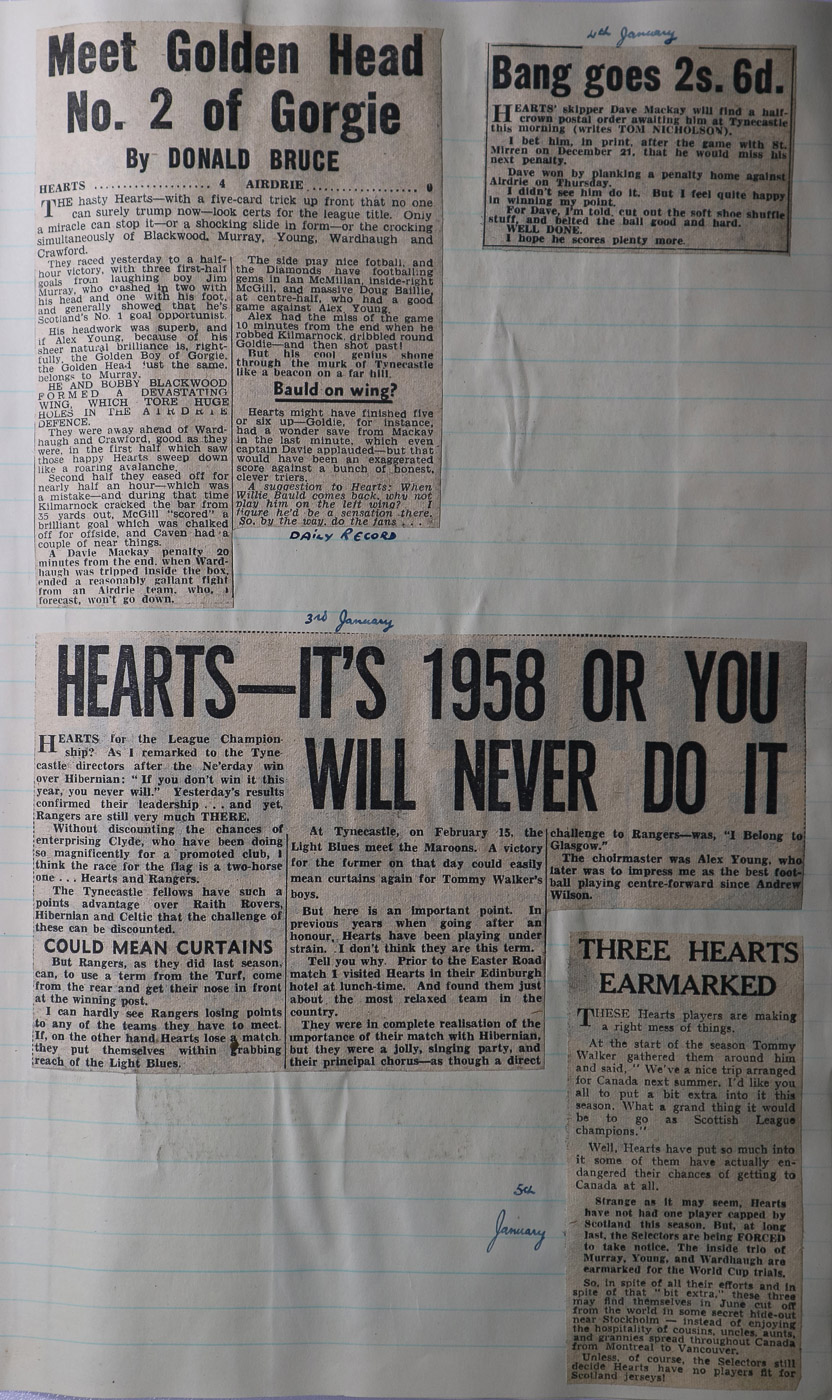 Meet Golden Head
No. 2 of Gorgie
By DONALD BRUCE
HEARTS .................. 4 AIRDRIE .................. 0
THE hasty Hearts—with a five-card trick up front that no one
can surely trump now—look certs for the league title. Only
a miracle can stop it—or a shocking slide in form—or the crocking
simultaneously of Blackwood, Murray, Young, Wardhaugh and
Crawford.
They raced yesterday to a half-
hour victory, with three first-half
goals from laughing boy Jim
Murray, who crashed in two with
his head and one with his foot,
and generally showed that he's
Scotland's No. 1 goal opportunist.
His headwork was superb, and
if Alex Young, because of his
sheer natural brilliance is, right-
fully, the Golden Boy of Gorgie,
the Golden Head just the same,
belongs to Murray.
HE AND BOBBY BLACKWOOD
FORMED A DEVASTATING
WING, WHICH TORE HUGE
HOLES IN THE AIRDRIE
DEFENCE.
They were away ahead of Ward-
haugh and Crawford, good as they
were, in the first half which saw
those happy Hearts sweep down
like a roaring avalanche.
Second half they eased off for
nearly half an hour—which was
a mistake—and during that time
Kilmarnock cracked the bar from
35 yards out, McGill "scored" a
brilliant goal which was chalked
off for offside, and Caven had a
couple of near things.
A Davie Mackay penalty 20
minutes from the end, when Ward-
haugh was tripped inside the box,
ended a reasonably gallant fight
from an Airdrie team, who, I
forecast, won't go down.
The side play nice fotball, and
the Diamonds have footballing
gems in Ian McMillan, inside-right
McGill, and massive Doug Baillie,
at centre-half, who had a good
game against Alex Young.
Alex had the miss of the game
10 minutes from the end when he
robbed Kilmarnock, dribbled round
Goldie—and then shot past!
But his cool genius shone
through the murk of Tynecastle
like a beacon on a far hill.
Bauld on wing?
Hearts might have finished five
or six up—Goldie, for instance,
had a wonder save from Mackay
in the last minute, which even
captain Davie applauded—but that
would have been an exaggerated
score against a bunch of honest,
clever triers.
A suggestion to Hearts: When
Willie Bauld comes back, why not
play him on the left wing? I
figure he'd be a sensation there.
So, by the way, do the fans . . .
DAILY RECORD
4th January
Bang goes 2s. 6d.
HEARTS' skipper Dave Mackay will find a half-
crown postal order awaiting him at Tynecastle
this morning (writes TOM NICHOLSON).
I bet him, in print, after the game with St.
Mirren on December 21, that he would miss his
next penalty.
Dave won by planking a penalty home against
Airdrie on Thursday.
I didn't see him do it. But I feel quite happy
in winning my point.
For Dave, I'm told, cut out the soft shoe shuffle
stuff, and belted the ball good and hard.
WELL DONE.
I hope he scores plenty more.
3rd January
HEARTS—IT'S 1958 OR YOU
WILL NEVER DO IT
HEARTS for the League Champion-
ship? As I remarked to the Tyne-
castle directors after the Ne'erday win
over Hibernian: "If you don't win it this
year, you never will." Yesterday's results
confirmed their leadership . . . and yet,
Rangers are still very much THERE.
Without discounting the chances of
enterprising Clyde, who have been doing
so magnificently for a promoted club, I
think the race for the flag is a two-horse
one . . . Hearts and Rangers.
The Tynecastle fellows have such a
points advantage over Raith Rovers,
Hibernian and Celtic that the challenge of
these can be discounted.
COULD MEAN CURTAINS
But Rangers, as they did last season,
can, to use a term from the Turf, come
from the rear and get their nose in front
at the winning post.
I can hardly see Rangers losing points
to any of the teams they have to meet.
If, on the other hand, Hearts lose a match
they put themselves within grabbing
reach of the Light Blues.
At Tynecastle, on February 15, the
Light Blues meet the Maroons. A victory
for the former on that day could easily
mean curtains again for Tommy Walker's
boys.
But here is an important point. In
previous years when going after an
honour, Hearts have been playing under
strain. I don't think they are this term.
Tell you why. Prior to the Easter Road
match I visited Hearts in their Edinburgh
hotel at lunch-time. And found them just
about the most relaxed team in the
country.
They were in complete realisation of the
importance of their match with Hibernian,
but they were a jolly, singing party, and
their principal chorus—as though a direct
challenge to Rangers—was, "I Belong to
Glasgow."
The choirmaster was Alex Young, who
later was to impress me as the best foot-
ball playing centre-forward since Andrew
Wilson.
5th
January
THREE HEARTS
EARMARKED
THESE Hearts players are making
a right mess of things.
At the start of the season Tommy
Walker gathered them around him
and said, "We've a nice trip arranged
for Canada next summer. I'd like you
all to put a bit extra into it this
season. What a grand thing it would
be to go as Scottish League
champions."
Well, Hearts have put so much into
it some of them have actually en-
dangered their chances of getting to
Canada at all.
Strange as it may seem, Hearts
have not had one player capped by
Scotland this season. But, at long
last, the Selectors are being FORCED
to take notice. The inside trio of
Murray, Young, and Wardhaugh are
earmarked for the World Cup trials.
So, in spite of all their efforts and in
spite of that "bit extra," these three
may find themselves in June cut off
from the world in some secret hide-out
near Stockholm — instead of enjoying
the hospitality of cousins, uncles, aunts,
and grannies spread throughout Canada
from Montreal to Vancouver.
Unless, of course, the Selectors still
decide Hearts have no players fit for
Scotland jerseys!